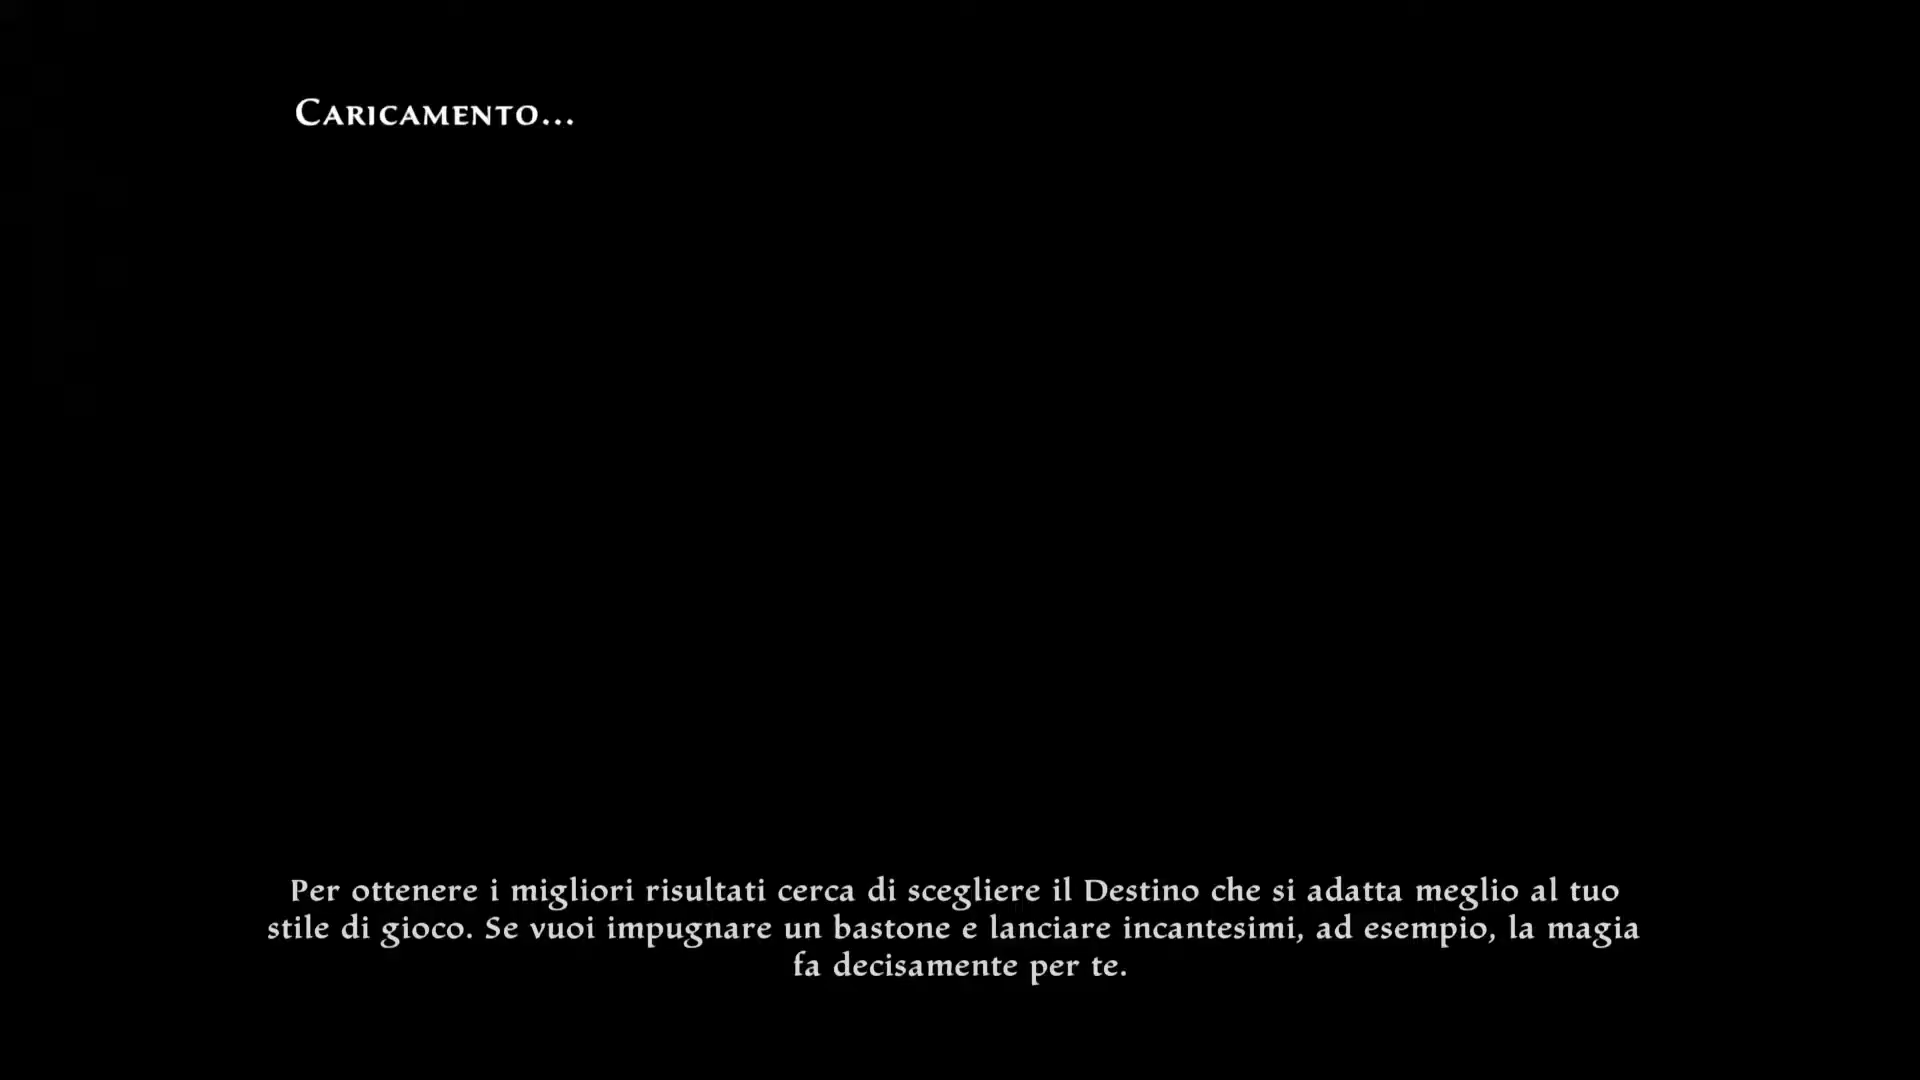 Caricamento...
Per ottenere i migliori risultati cerca di scegliere il Destino che si adatta meglio al tuo
stile di gioco. Se vuoi impugnare un bastone e lanciare incantesimi, ad esempio, la magia
fa decisamente per te.